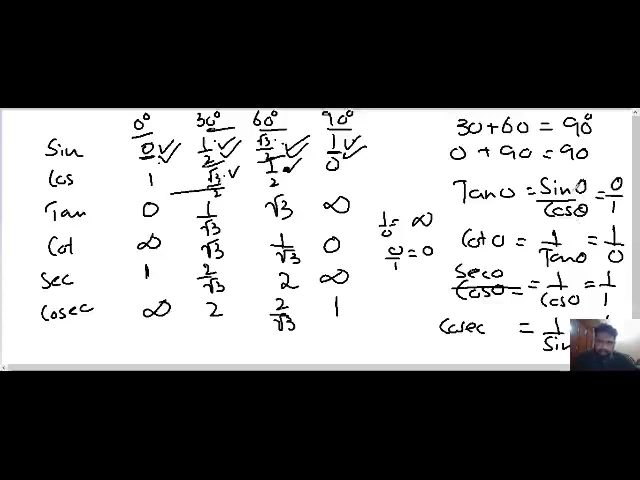 0° 30° 60° 90°
Sin 0 1/2 √3/2 1
Cos 1 √3/2 1/2 0
Tan 0 1/√3 √3 ∞
Cot ∞ √3 1/√3 0
Sec 1 2/√3 2 ∞
Cosec ∞ 2 2/√3 1
1/0 = ∞
0/1 = 0
30+60 = 90°
0 + 90 = 90
Tan0 = Sin0/Cos0 = 0/1
Cot0 = 1/Tan0 = 1/0
Sec0
Cos0 = 1/Cos0 = 1/1
Cosec = 1/Sin